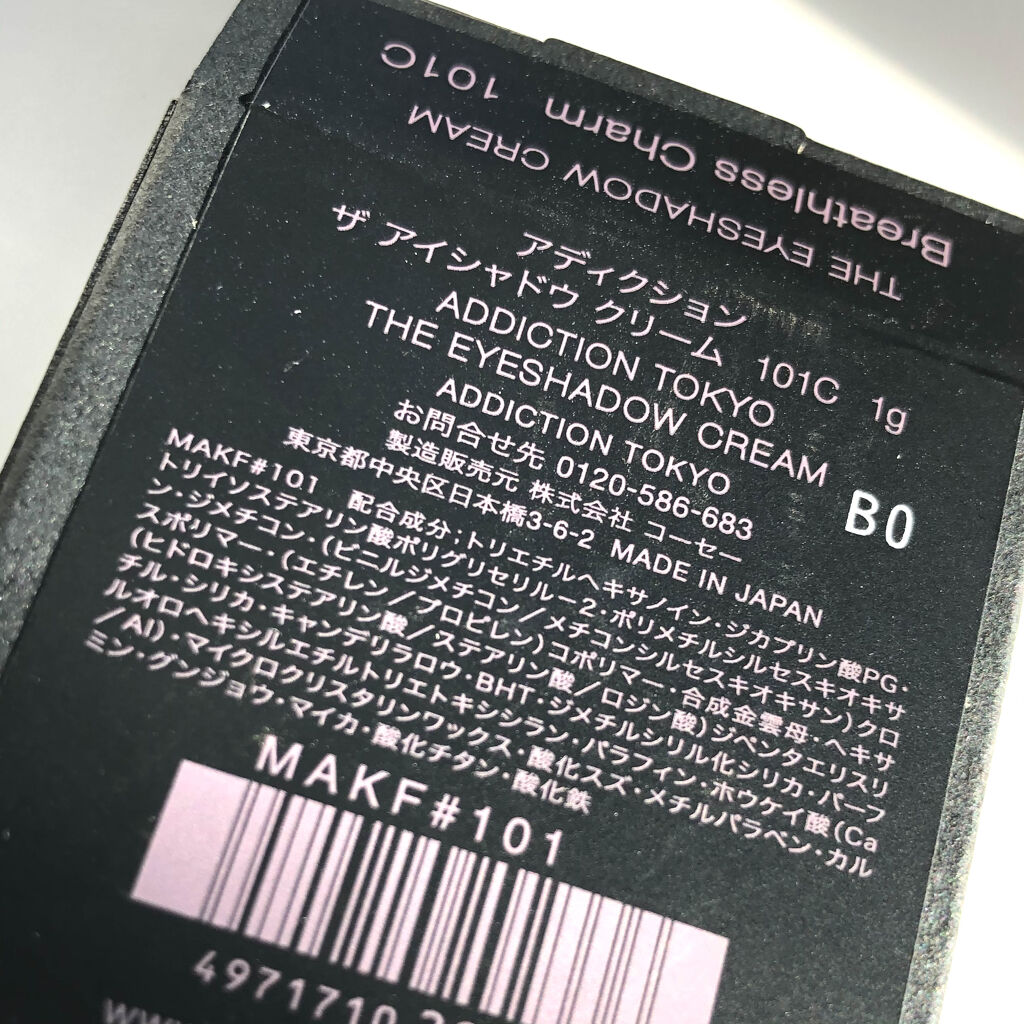 Breathless Charm 101C
THE EYESHADOW CREAM
アディクション
ザ アイシャドウ クリーム 101C 1g
ADDICTION TOKYO
THE EYESHADOW CREAM
ADDICTION TOKYO
お問合せ先 0120-586-683
製造販売元 株式会社 コーセー
東京都中央区日本橋3-6-2 MADE IN JAPAN
B0
MAKF#101 配合成分:トリエチルヘキサノイン・ジカプリン酸PG・
トリイソステアリン酸ポリグリセリル-2・ポリメチルシルセスキオキサ
ン・ジメチコン・(ビニルジメチコン/メチコンシルセスキオキサン)クロ
スポリマー・(エチレン/プロピレン)コポリマー・合成金雲母・ヘキサ
(ヒドロキシステアリン酸/ステアリン酸/ロジン酸)ジペンタエリスリ
チル・シリカ・キャンデリラロウ・BHT・ジメチルシリル化シリカ・パーフ
ルオロヘキシルエチルトリエトキシシラン・パラフィン・ホウケイ酸(Ca
/Al)・マイクロクリスタリンワックス・酸化スズ・メチルパラベン・カル
ミン・グンジョウ・マイカ・酸化チタン・酸化鉄
MAKF#101
4971710